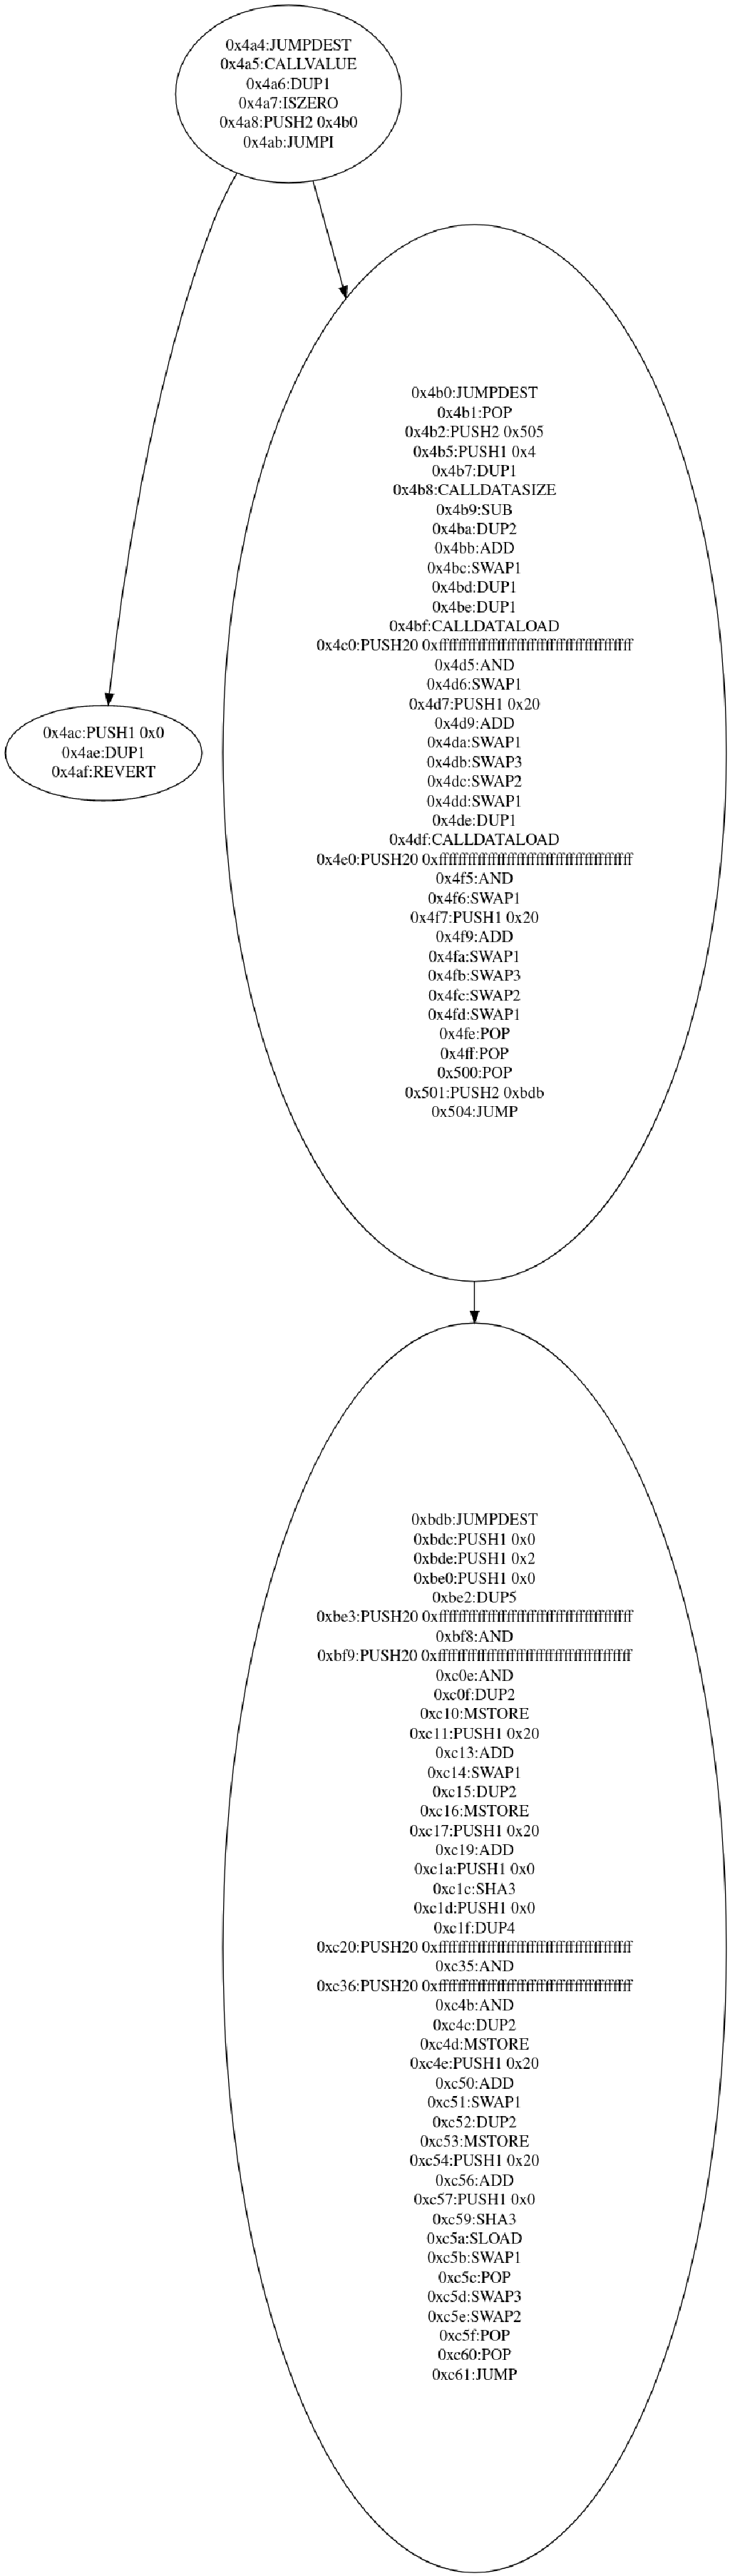 0x4a4:JUMPDEST
0x4a5:CALLVALUE
0x4a6:DUP1
0x4a7:ISZERO
0x4a8:PUSH2 0x4b0
0x4ab:JUMPI
0x4b0:JUMPDEST
0x4b1:POP
0x4b2:PUSH2 0x505
0x4b5:PUSH1 0x4
0x4b7:DUP1
0x4b8:CALLDATASIZE
0x4b9:SUB
0x4ba:DUP2
0x4bb:ADD
0x4bc:SWAP1
0x4bd:DUP1
0x4be:DUP1
0x4bf:CALLDATALOAD
0x4c0:PUSH20 0xffffffffffffffffffffffffffffffffffffffff
0x4d5:AND
0x4d6:SWAP1
0x4d7:PUSH1 0x20
0x4d9:ADD
0x4da:SWAP1
0x4db:SWAP3
0x4dc:SWAP2
0x4dd:SWAP1
0x4de:DUP1
0x4df:CALLDATALOAD
0x4e0:PUSH20 0xffffffffffffffffffffffffffffffffffffffff
0x4f5:AND
0x4f6:SWAP1
0x4f7:PUSH1 0x20
0x4f9:ADD
0x4fa:SWAP1
0x4fb:SWAP3
0x4fc:SWAP2
0x4fd:SWAP1
0x4fe:POP
0x4ff:POP
0x500:POP
0x501:PUSH2 0xbdb
0x504:JUMP
0x4ac:PUSH1 0x0
0x4ae:DUP1
0x4af:REVERT
0xbdb:JUMPDEST
0xbdc:PUSH1 0x0
0xbde:PUSH1 0x2
0xbe0:PUSH1 0x0
0xbe2:DUP5
0xbe3:PUSH20 0xffffffffffffffffffffffffffffffffffffffff
0xbf8:AND
0xbf9:PUSH20 0xffffffffffffffffffffffffffffffffffffffff
0xc0e:AND
0xc0f:DUP2
0xc10:MSTORE
0xc11:PUSH1 0x20
0xc13:ADD
0xc14:SWAP1
0xc15:DUP2
0xc16:MSTORE
0xc17:PUSH1 0x20
0xc19:ADD
0xc1a:PUSH1 0x0
0xc1c:SHA3
0xc1d:PUSH1 0x0
0xc1f:DUP4
0xc20:PUSH20 0xffffffffffffffffffffffffffffffffffffffff
0xc35:AND
0xc36:PUSH20 0xffffffffffffffffffffffffffffffffffffffff
0xc4b:AND
0xc4c:DUP2
0xc4d:MSTORE
0xc4e:PUSH1 0x20
0xc50:ADD
0xc51:SWAP1
0xc52:DUP2
0xc53:MSTORE
0xc54:PUSH1 0x20
0xc56:ADD
0xc57:PUSH1 0x0
0xc59:SHA3
0xc5a:SLOAD
0xc5b:SWAP1
0xc5c:POP
0xc5d:SWAP3
0xc5e:SWAP2
0xc5f:POP
0xc60:POP
0xc61:JUMP